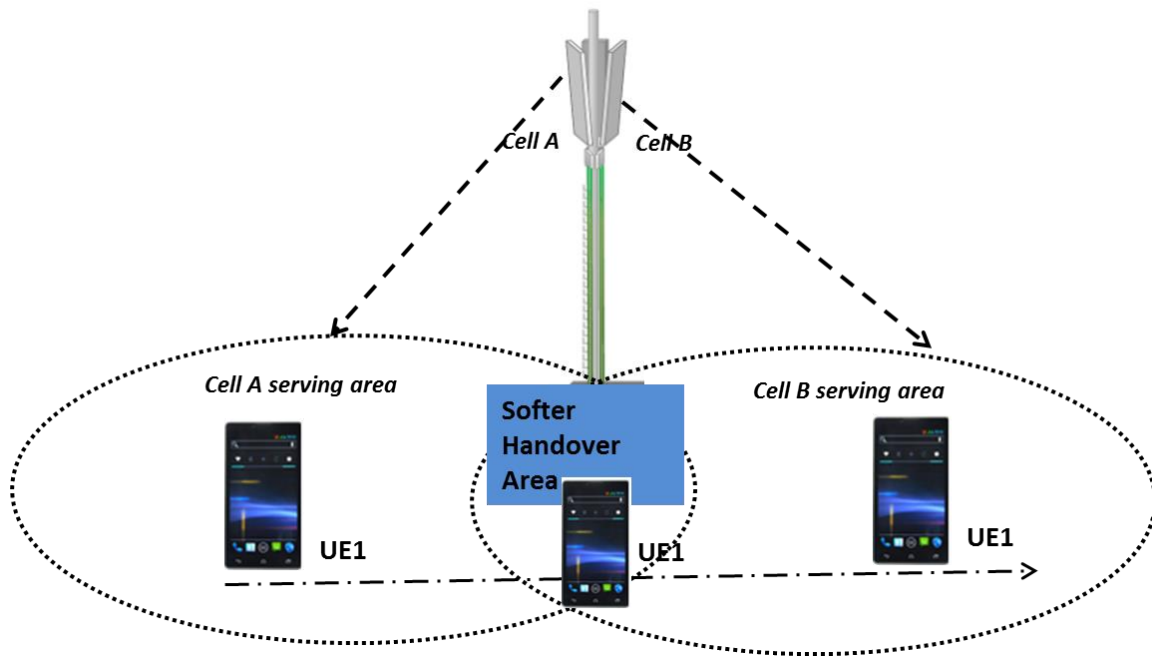 Cell A
Cell B
Cell A serving area
Cell B serving area
Softer
Handover
Area
UE1
UE1
UE1